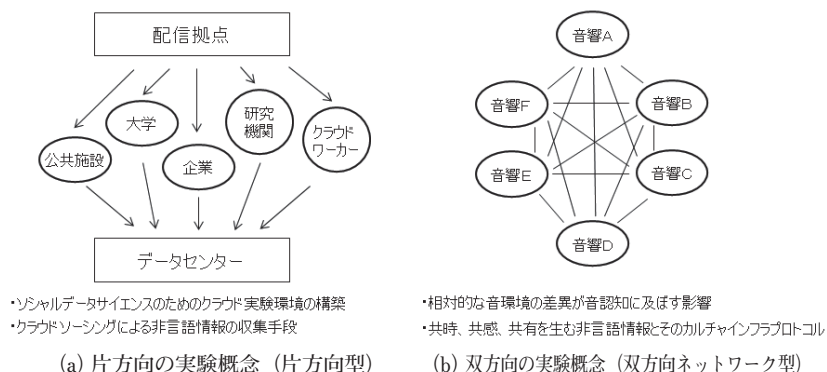 配信拠点
公共施設
大学
企業
研究
機関
クラウド
ワーカー
データセンター
・ソシャルデータサイエンスのためのクラウド実験環境の構築
・クラウドソーシングによる非言語情報の収集手段
(a) 片方向の実験概念（片方向型）
音響A
音響F
音響B
音響E
音響C
音響D
・相対的な音環境の差異が音認知に及ぼす影響
・共時、共感、共有を生む非言語情報とそのカルチャインフラプロトコル
(b) 双方向の実験概念（双方向ネットワーク型）